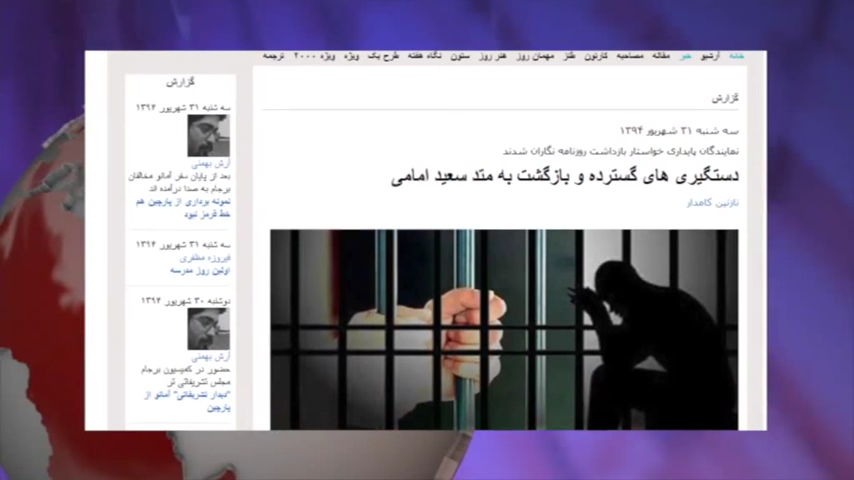 خانه آرشیو خبر مقاله مصاحبه کارتون طنز مهمان روز هنر روز ستون نگاه هفته طرح یک ویژه ویژه ۲۰۰۰ ترجمه
گزارش
سه شنبه ۳۱ شهریور ۱۳۹۴
نمایندگان پایداری خواستار بازداشت روزنامه نگاران شدند
دستگیری های گسترده و بازگشت به متد سعید امامی
نازنین کامدار
گزارش
سه شنبه ۳۱ شهریور ۱۳۹۴
آرش بهمنی
بعد از پایان سفر آمانو مخالفان
برجام به صدا درآمده اند
نمونه برداری از پارچین هم
خط قرمز نبود
سه شنبه ۳۱ شهریور ۱۳۹۴
فیروزه مظفری
اولین روز مدرسه
دوشنبه ۳۰ شهریور ۱۳۹۴
آرش بهمنی
حضور در کمیسیون برجام
مجلس تشریفاتی تر
"دیدار تشریفاتی" آمانو از
پارچین